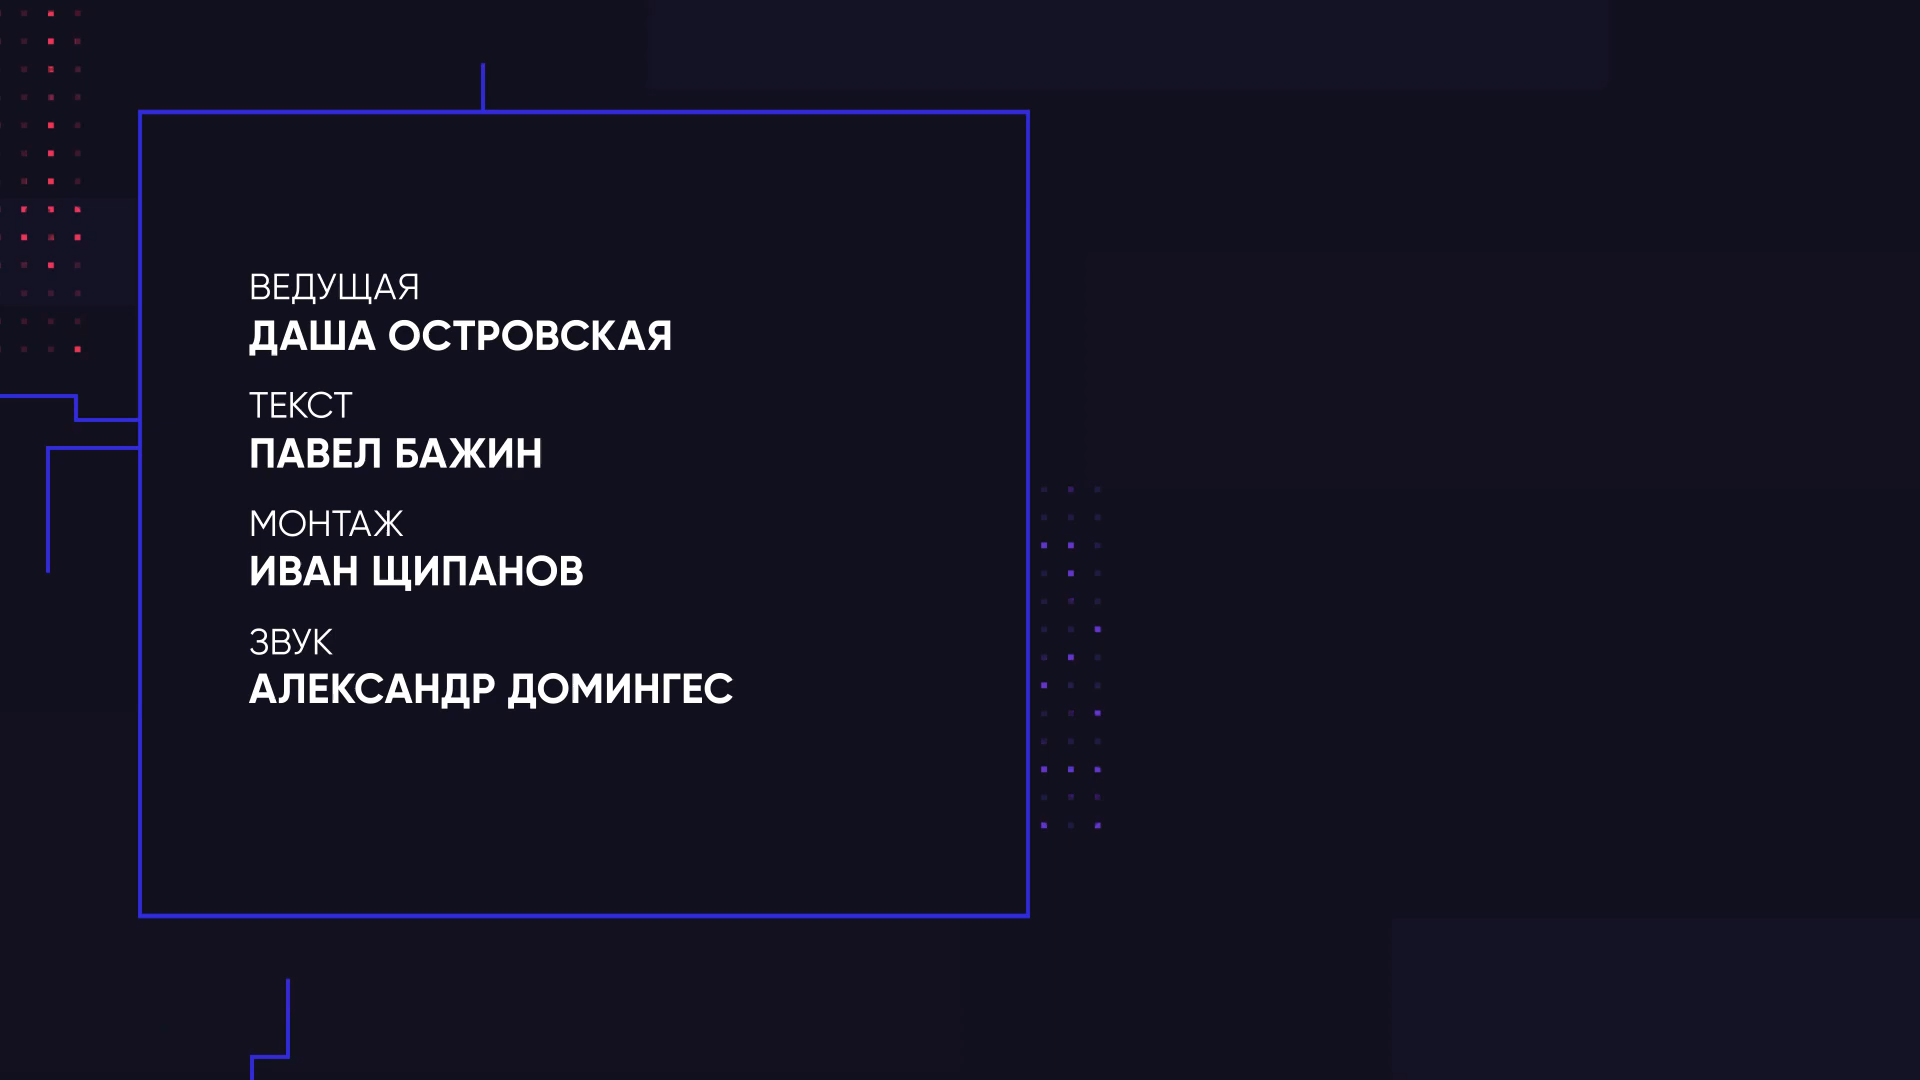 ВЕДУЩАЯ
ДАША ОСТРОВСКАЯ
ТЕКСТ
ПАВЕЛ БАЖИН
МОНТАЖ
ИВАН ЩИПАНОВ
ЗВУК
АЛЕКСАНДР ДОМИНГЕС